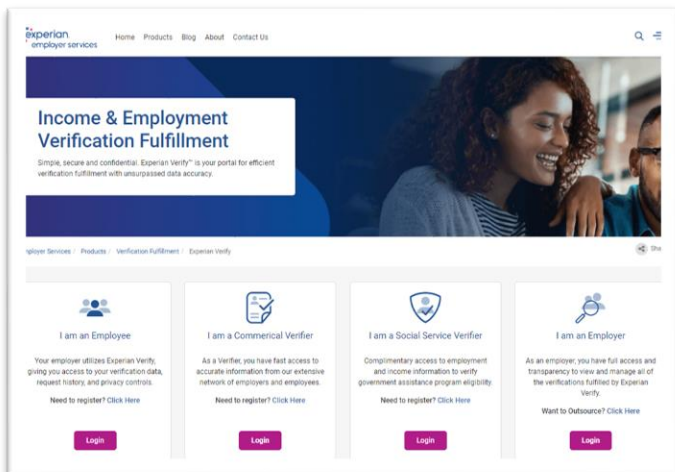 experian.
employer services
Home Products Blog About Contact Us
Income & Employment
Verification Fulfillment
Simple, secure and confidential. Experian Verify™ is your portal for efficient
verification fulfillment with unsurpassed data accuracy.
mployer Services / Products / Verification Fulfillment / Experian Verify
Sha
I am an Employee
Your employer utilizes Experian Verify,
giving you access to your verification data,
request history, and privacy controls.
Need to register? Click Here
Login
I am a Commerical Verifier
As a Verifier, you have fast access to
accurate information from our extensive
network of employers and employees.
Need to register? Click Here
Login
I am a Social Service Verifier
Complimentary access to employment
and income information to verify
government assistance program eligibility.
Need to register? Click Here
Login
I am an Employer
As an employer, you have full access and
transparency to view and manage all of
the verifications fulfilled by Experian
Verify.
Want to Outsource? Click Here
Login